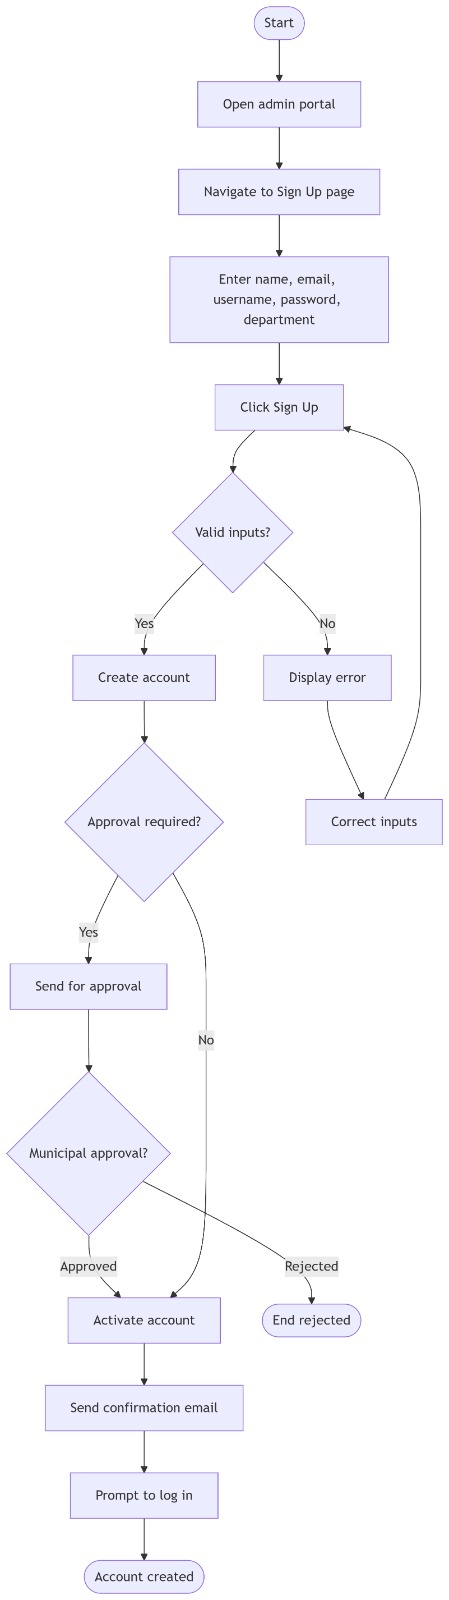 Start
Open admin portal
Navigate to Sign Up page
Enter name, email,
username, password,
department
Click Sign Up
Valid inputs?
Yes
No
Create account
Display error
Approval required?
Correct inputs
Yes
Send for approval
No
Municipal approval?
Approved
Rejected
Activate account
End rejected
Send confirmation email
Prompt to log in
Account created